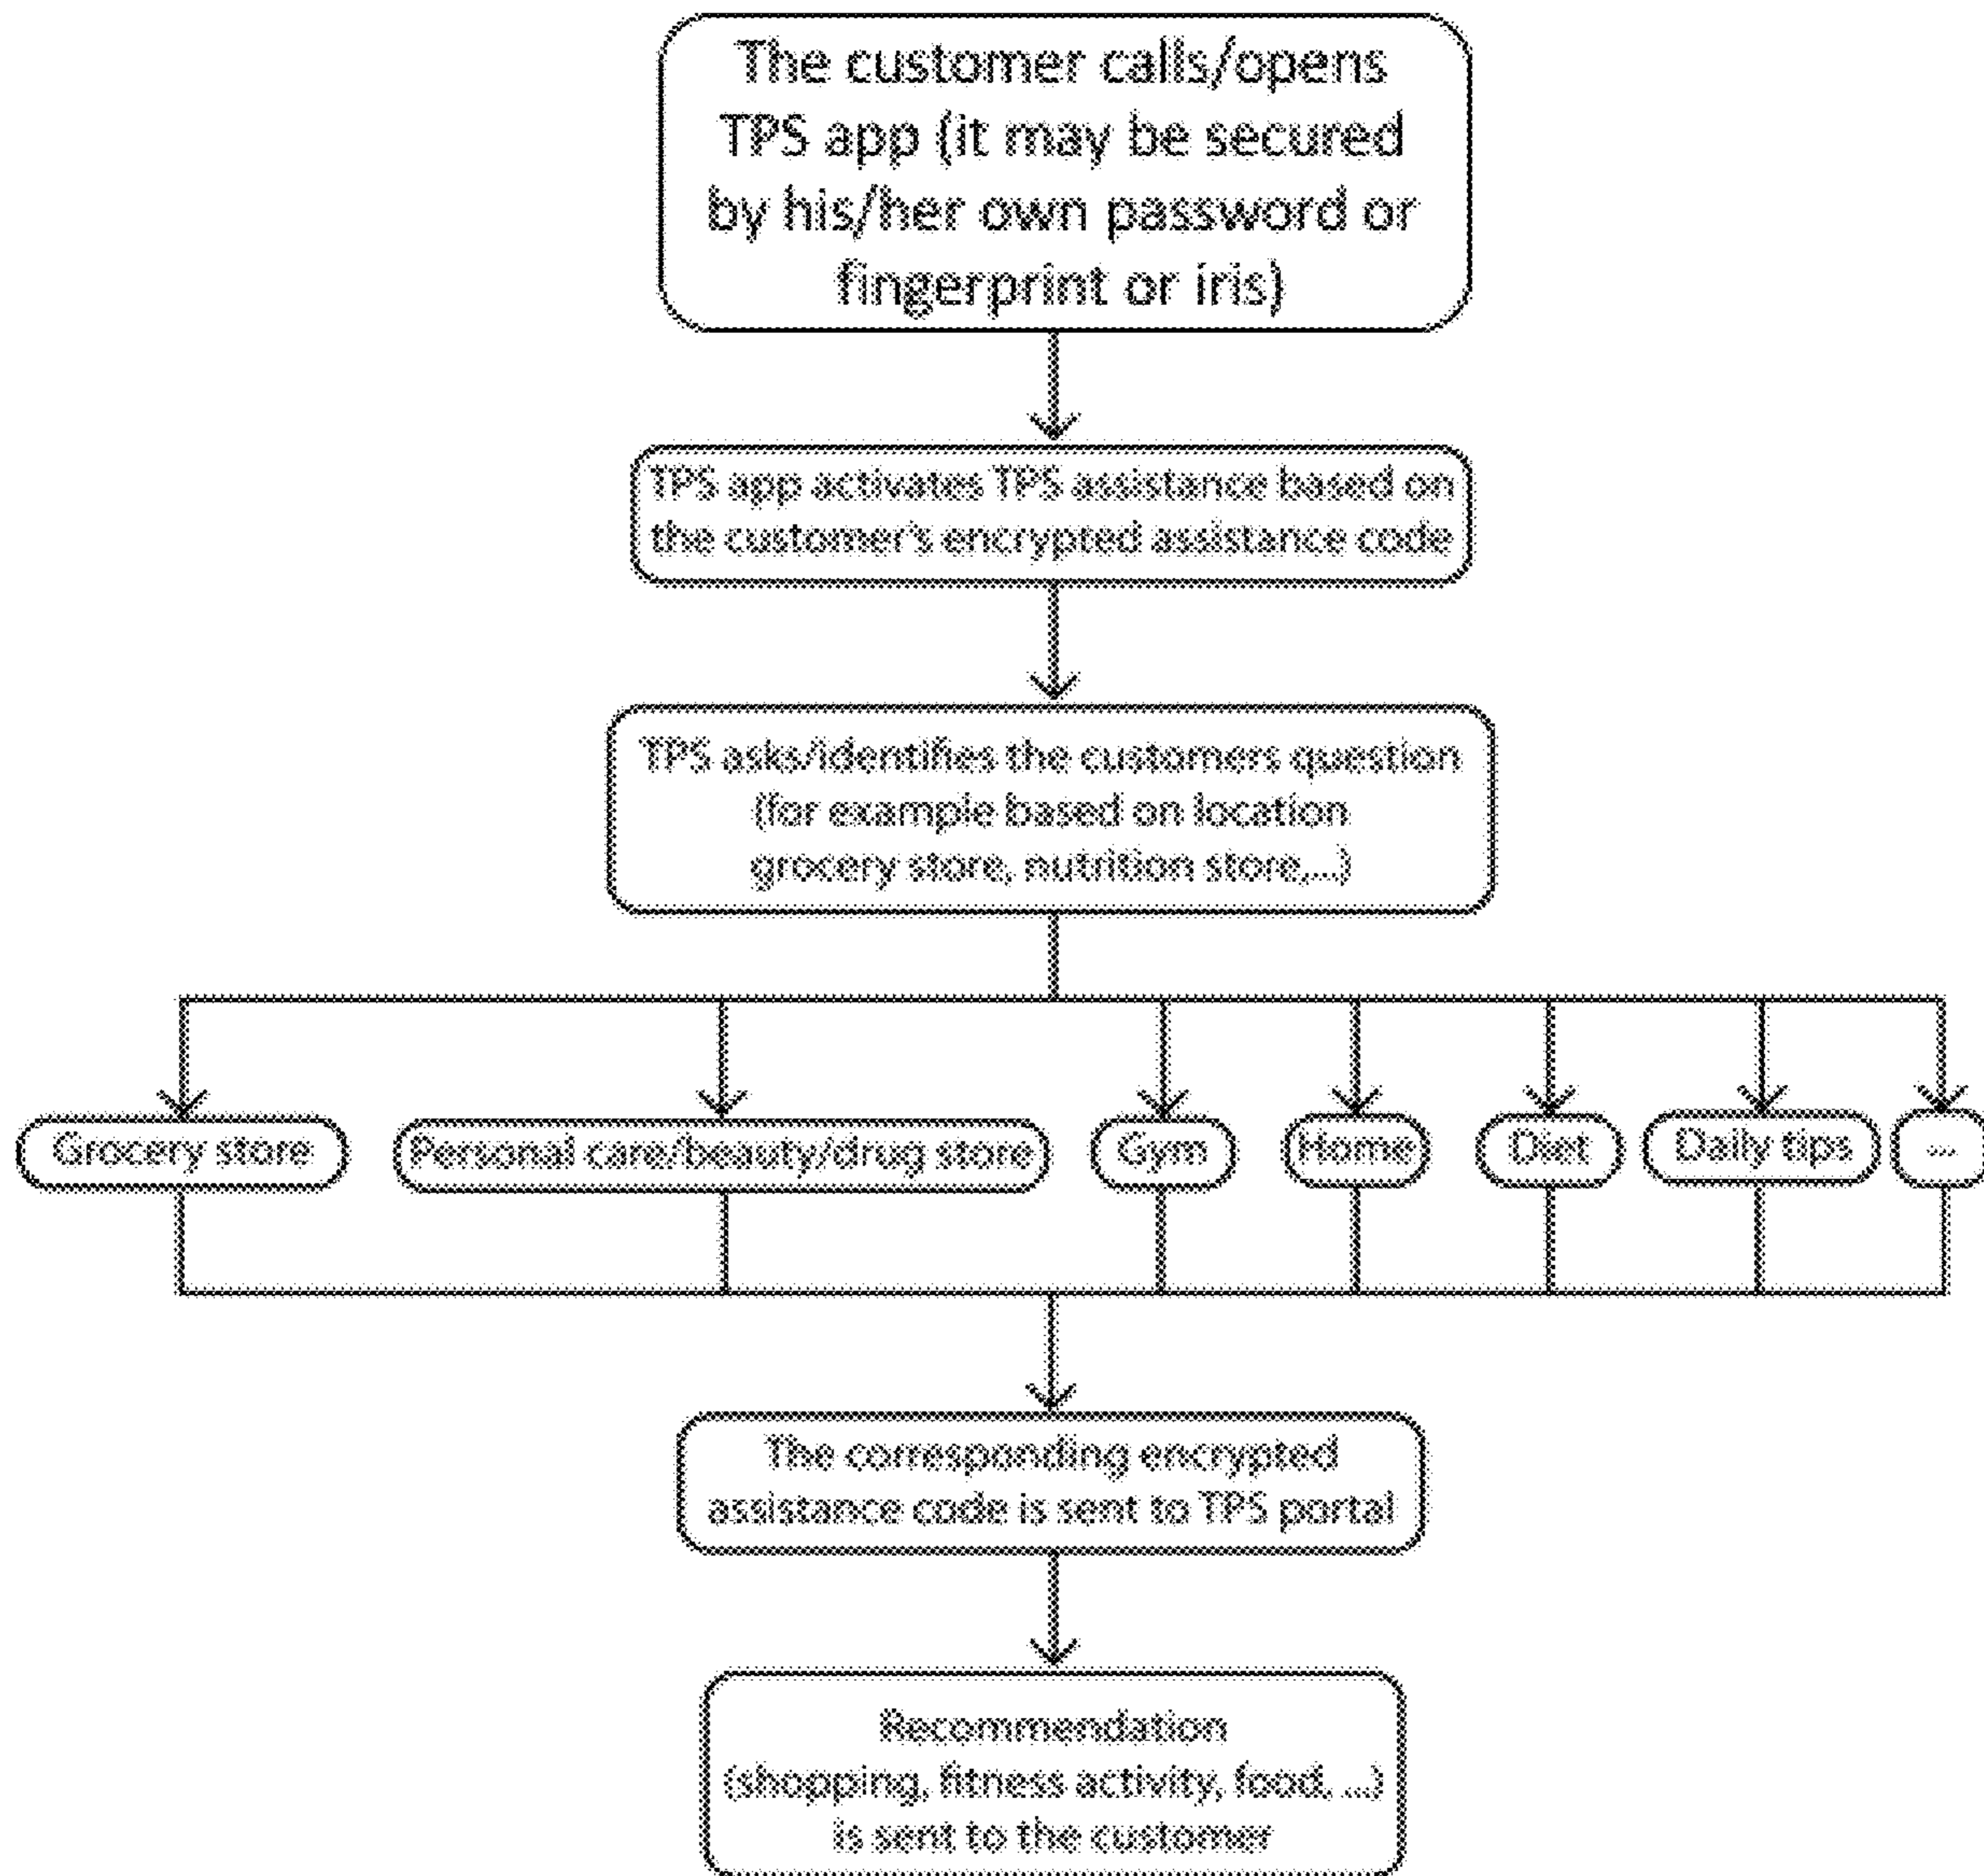 The customer calls/opens
TPS app (it may be secured
by his/her own password or
fingerprint or iris)
TPS app activates TPS assistance based on
the customer's encrypted assistance code
TPS asks/identifies the customers question
(for example based on location
grocery store, nutrition store,...)
Grocery store
Personal care/beauty/drug store
Gym
Home
Diet
Daily tips
...
The corresponding encrypted
assistance code is sent to TPS portal
Recommendation
(shopping, fitness activity, food, ...)
is sent to the customer